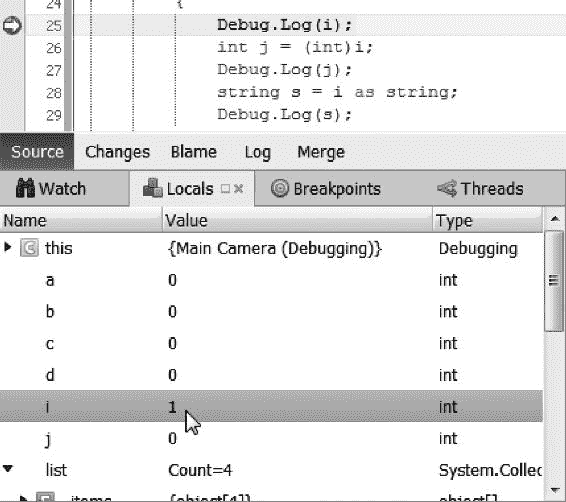 24 {
25 Debug.Log(i);
26 int j = (int)i;
27 Debug.Log(j);
28 string s = i as string;
29 Debug.Log(s);
Source Changes Blame Log Merge
Watch Locals Breakpoints Threads
Name Value Type
C this {Main Camera (Debugging)} Debugging
a 0 int
b 0 int
c 0 int
d 0 int
i 1 int
j 0 int
list Count=4 System.Collec
items {object[4]} object[]